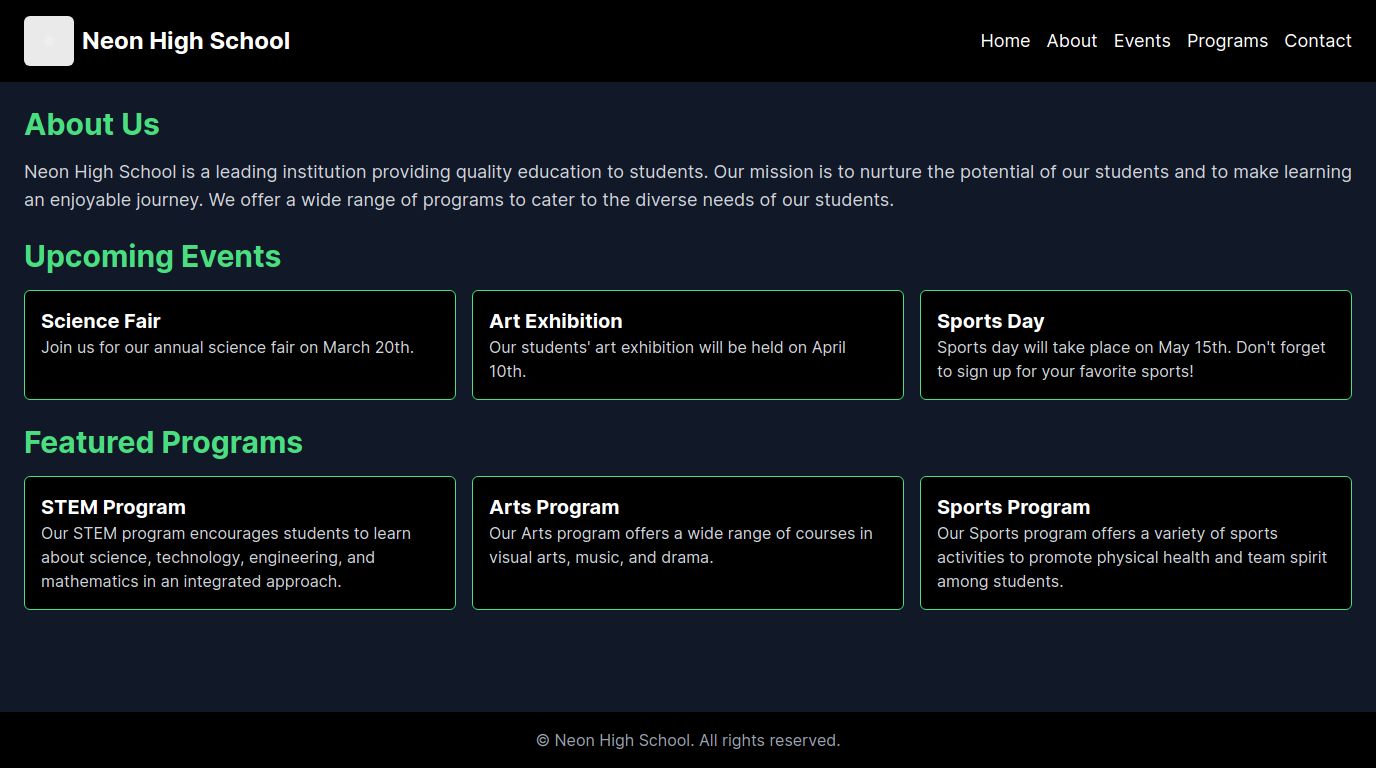 Neon High School
Home About Events Programs Contact
About Us
Neon High School is a leading institution providing quality education to students. Our mission is to nurture the potential of our students and to make learning
an enjoyable journey. We offer a wide range of programs to cater to the diverse needs of our students.
Upcoming Events
Science Fair
Join us for our annual science fair on March 20th.
Art Exhibition
Our students' art exhibition will be held on April
10th.
Sports Day
Sports day will take place on May 15th. Don't forget
to sign up for your favorite sports!
Featured Programs
STEM Program
Our STEM program encourages students to learn
about science, technology, engineering, and
mathematics in an integrated approach.
Arts Program
Our Arts program offers a wide range of courses in
visual arts, music, and drama.
Sports Program
Our Sports program offers a variety of sports
activities to promote physical health and team spirit
among students.
© Neon High School. All rights reserved.